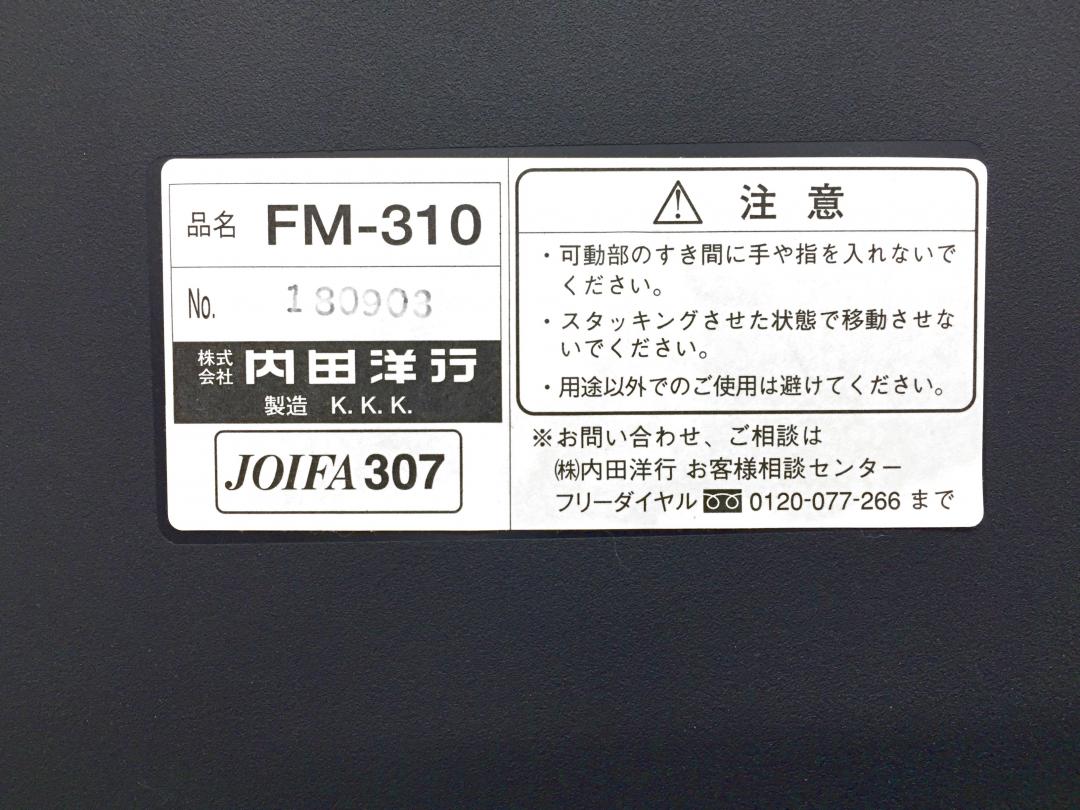 品名 FM-310
No. 180903
株式会社 内田洋行
製造 K.K.K.
JOIFA 307
注意
・可動部のすき間に手や指を入れないで
ください。
・スタッキングさせた状態で移動させな
いでください。
・用途以外でのご使用は避けてください。
※お問い合わせ、ご相談は
㈱内田洋行 お客様相談センター
フリーダイヤル 0120-077-266 まで